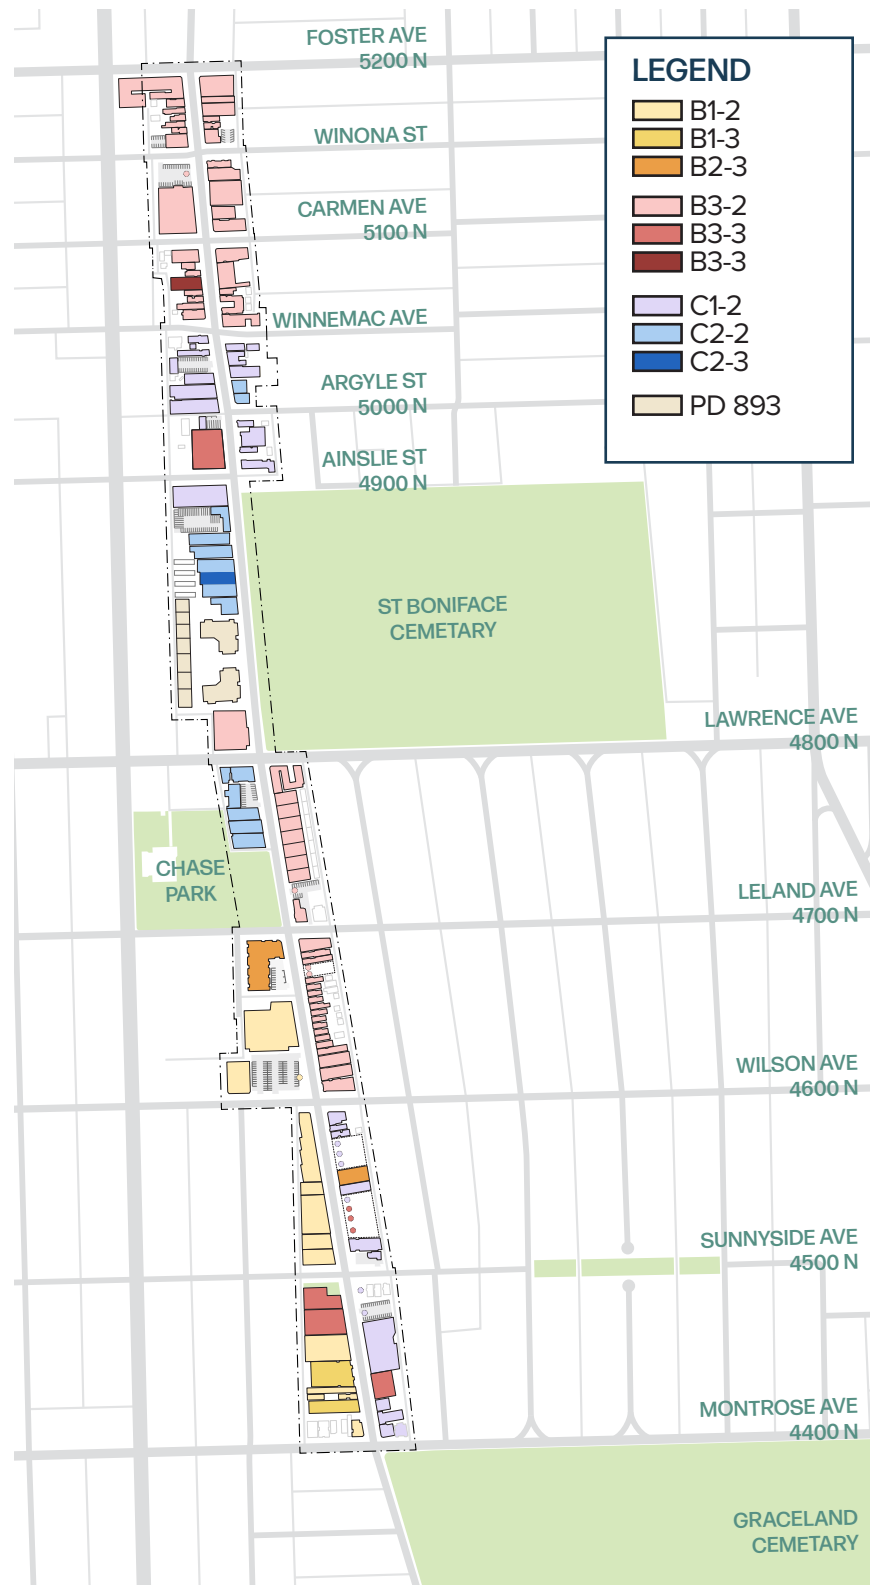 FOSTER AVE
5200 N
LEGEND
B1-2
B1-3
B2-3
B3-2
B3-3
B3-3
C1-2
C2-2
C2-3
PD 893
WINONA ST
CARMEN AVE
5100 N
WINNEMAC AVE
ARGYLE ST
5000 N
AINSLIE ST
4900 N
ST BONIFACE
CEMETARY
LAWRENCE AVE
4800 N
CHASE
PARK
LELAND AVE
4700 N
WILSON AVE
4600 N
SUNNYSIDE AVE
4500 N
MONTROSE AVE
4400 N
GRACELAND
CEMETARY